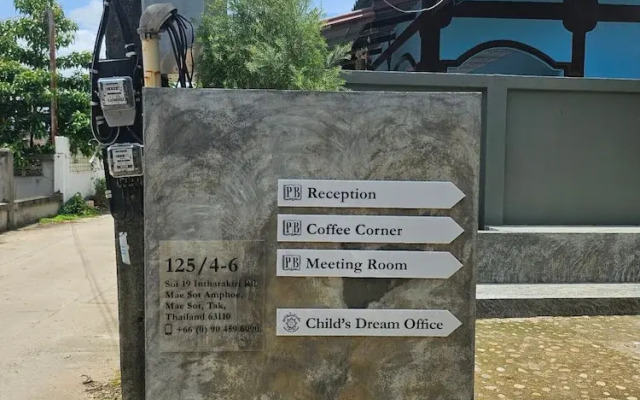 PB Reception
PB Coffee Corner
PB Meeting Room
Child's Dream Office
125/4-6
Soi 19 Intharakiri Rd.
Mae Sot Amphoe,
Mae Sot, Tak,
Thailand 63110
+66 (0) 90 459 6090